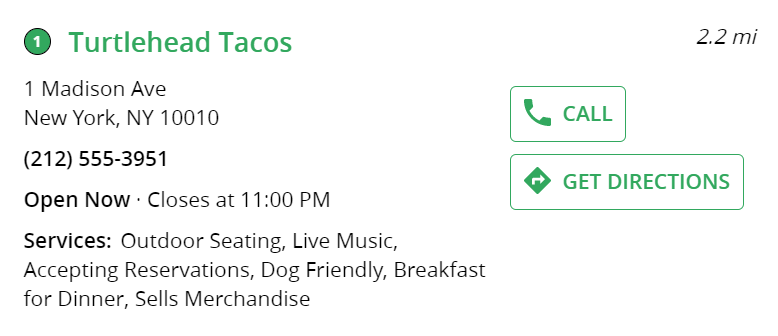 1 Turtlehead Tacos
2.2 mi
1 Madison Ave
New York, NY 10010
(212) 555-3951
Open Now · Closes at 11:00 PM
Services: Outdoor Seating, Live Music,
Accepting Reservations, Dog Friendly, Breakfast
for Dinner, Sells Merchandise
CALL
GET DIRECTIONS